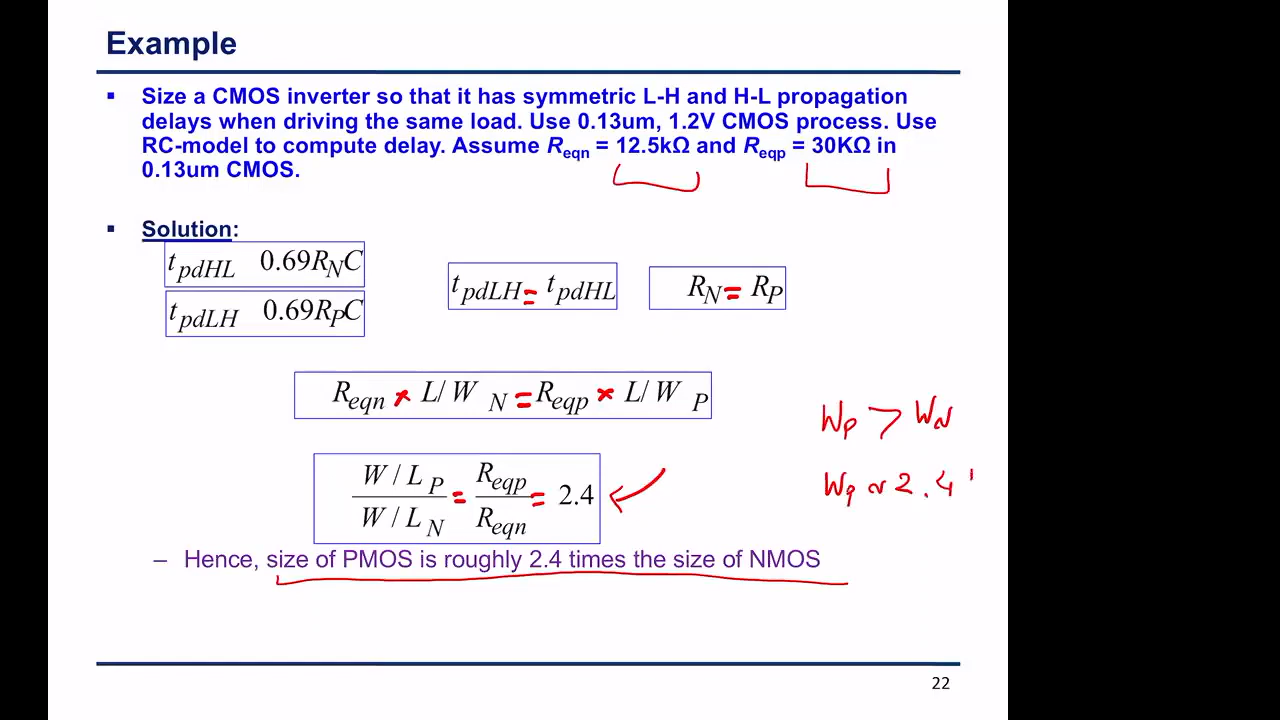 Example
▪ Size a CMOS inverter so that it has symmetric L-H and H-L propagation
delays when driving the same load. Use 0.13um, 1.2V CMOS process. Use
RC-model to compute delay. Assume Reqn = 12.5kΩ and Reqp = 30KΩ in
0.13um CMOS.
▪ Solution:
tpdHL 0.69RNC
tpdLH 0.69RPC
tpdLH = tpdHL
RN = RP
Reqn * L/W N = Reqp * L/W P
WP > WN
W / L P
W / L N
=
Reqp
Reqn
= 2.4
WP ~ 2.4
– Hence, size of PMOS is roughly 2.4 times the size of NMOS
22